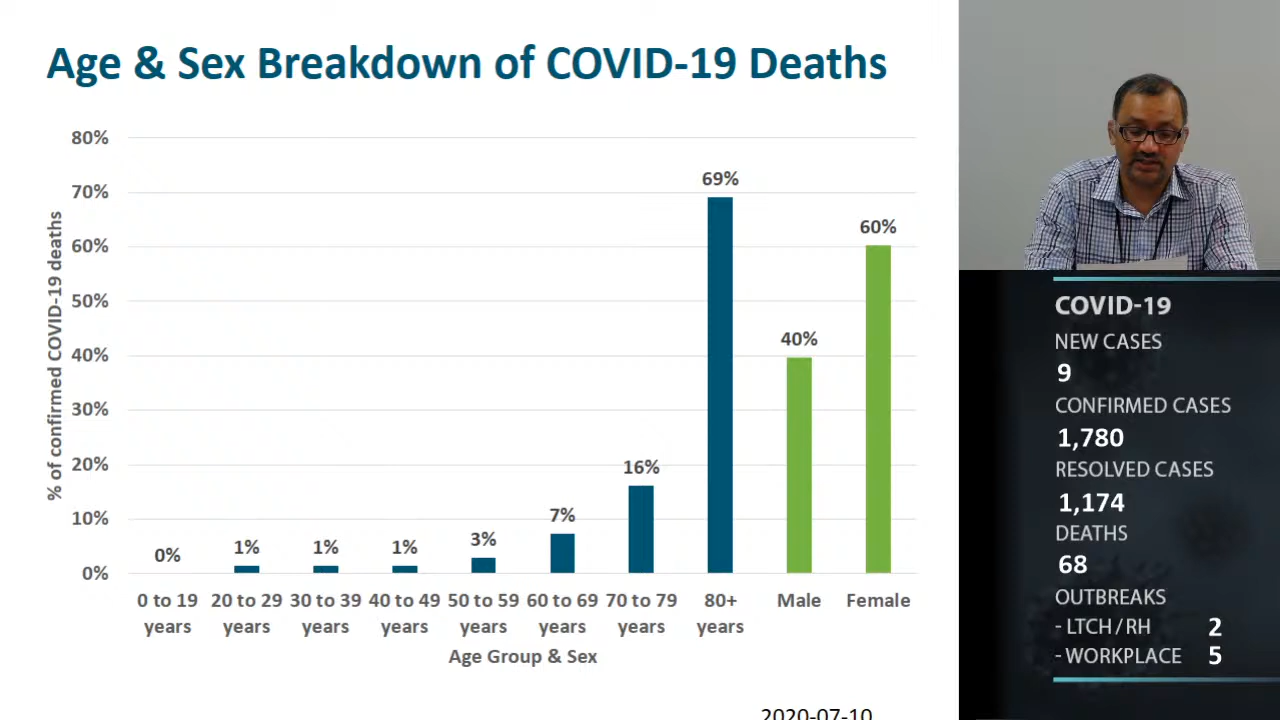 Age & Sex Breakdown of COVID-19 Deaths
% of confirmed COVID-19 deaths
80%
70%
60%
50%
40%
30%
20%
10%
0%
0%
1%
1%
1%
3%
7%
16%
69%
40%
60%
0 to 19 years
20 to 29 years
30 to 39 years
40 to 49 years
50 to 59 years
60 to 69 years
70 to 79 years
80+ years
Male
Female
Age Group & Sex
2020-07-10
COVID-19
NEW CASES
9
CONFIRMED CASES
1,780
RESOLVED CASES
1,174
DEATHS
68
OUTBREAKS
- LTCH / RH 2
- WORKPLACE 5